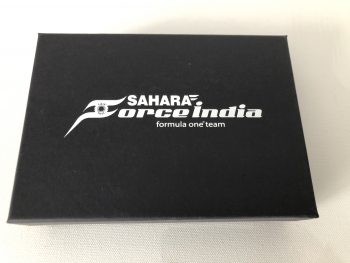 SAHARA
Force india
formula one team